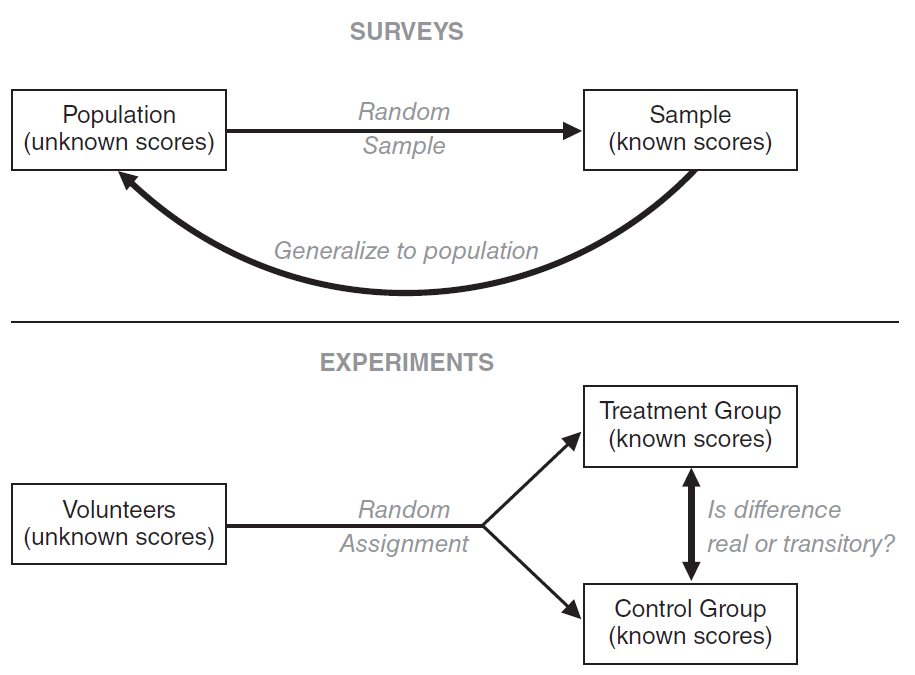 SURVEYS
Population
(unknown scores)
Random
Sample
Sample
(known scores)
Generalize to population
EXPERIMENTS
Treatment Group
(known scores)
Volunteers
(unknown scores)
Random
Assignment
Is difference
real or transitory?
Control Group
(known scores)